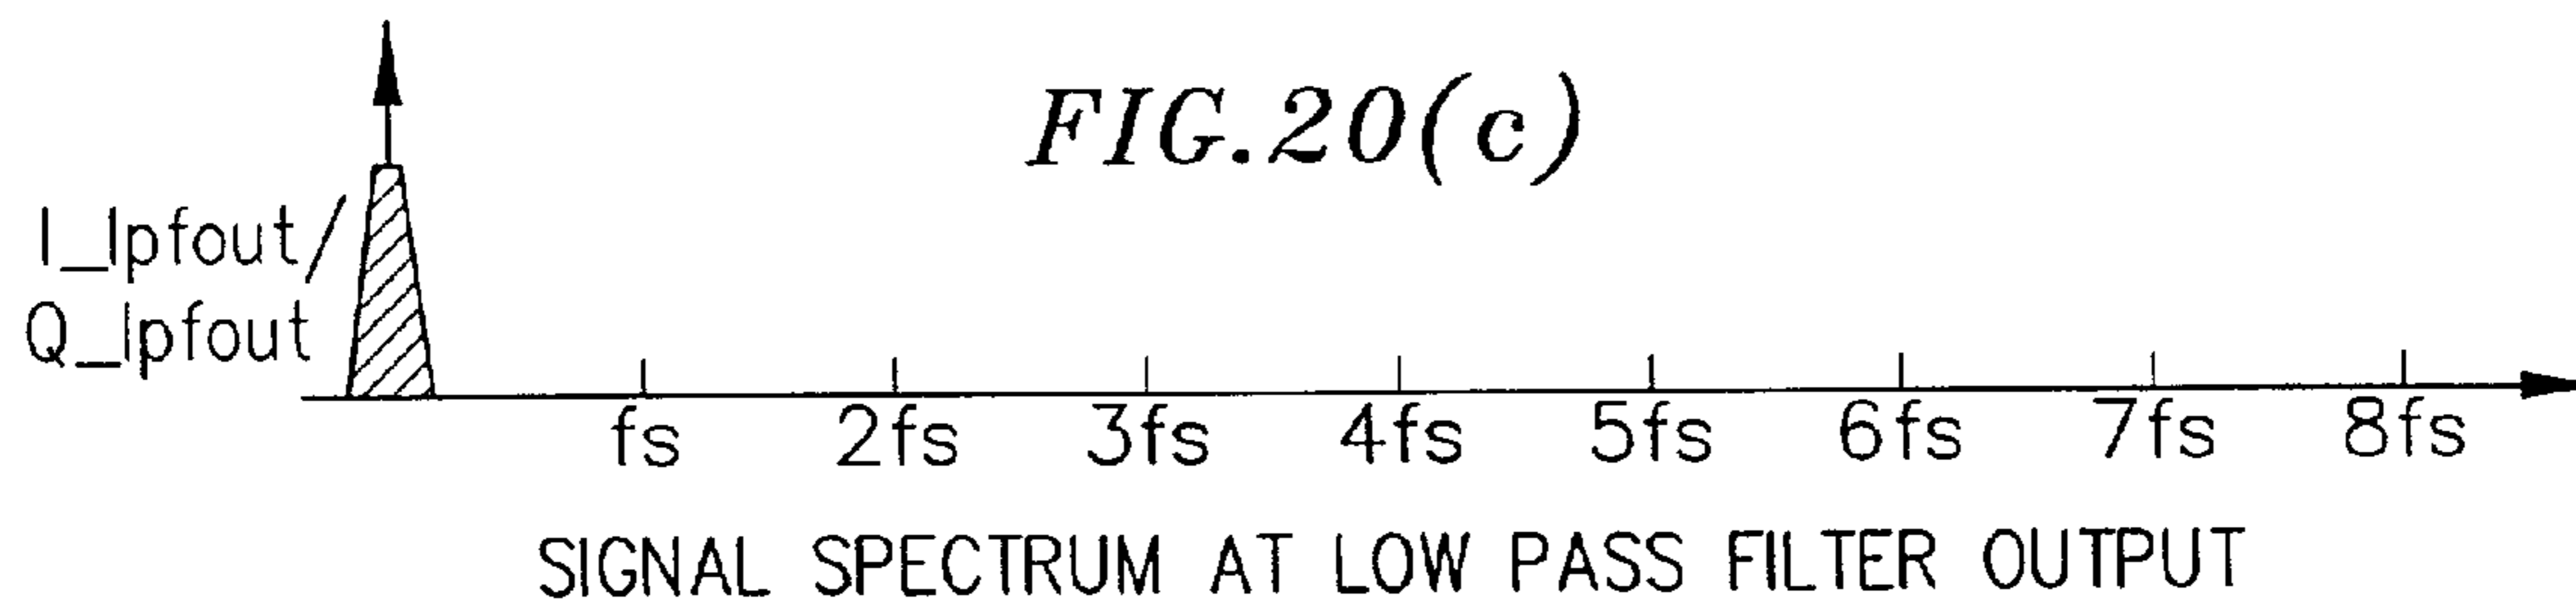 FIG.20(c)
I_lpfout/
Q_lpfout
fs 2fs 3fs 4fs 5fs 6fs 7fs 8fs
SIGNAL SPECTRUM AT LOW PASS FILTER OUTPUT